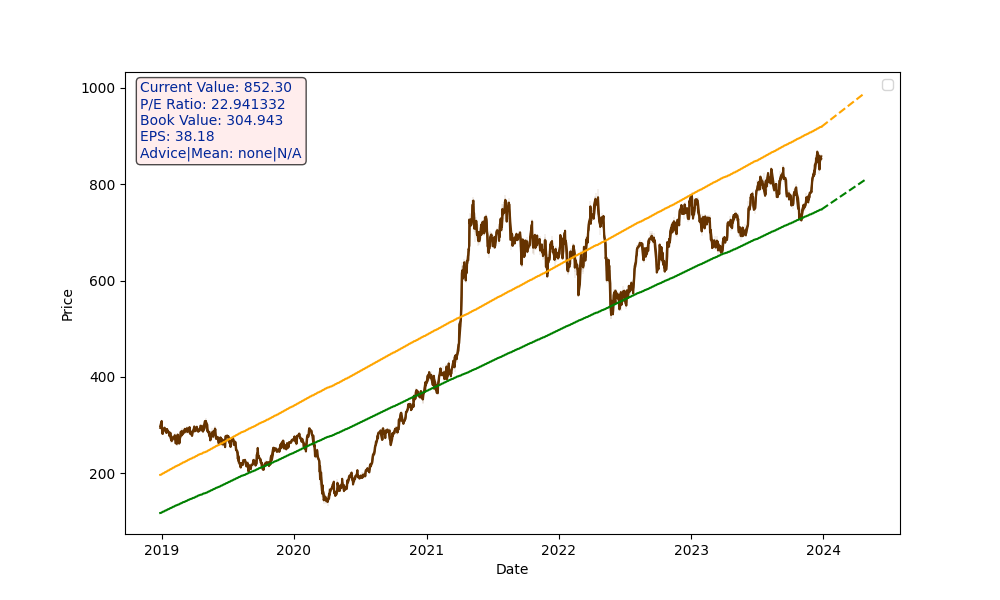 Current Value: 852.30
P/E Ratio: 22.941332
Book Value: 304.943
EPS: 38.18
Advice|Mean: none|N/A
1000
800
600
400
200
Price
2019 2020 2021 2022 2023 2024
Date